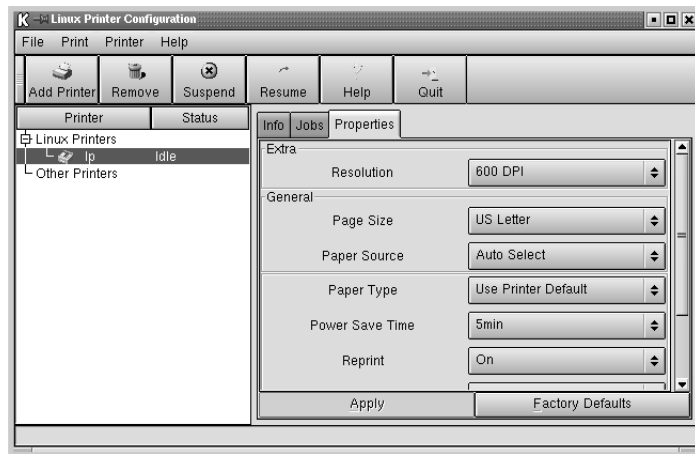 Linux Printer Configuration
File Print Printer Help
Add Printer Remove Suspend Resume Help Quit
Printer Status
Linux Printers
lp Idle
Other Printers
Info Jobs Properties
Extra
Resolution 600 DPI
General
Page Size US Letter
Paper Source Auto Select
Paper Type Use Printer Default
Power Save Time 5min
Reprint On
Apply Factory Defaults